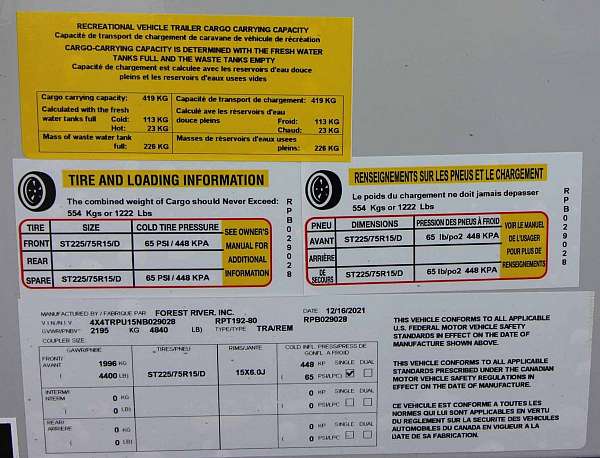 RECREATIONAL VEHICLE TRAILER CARGO CARRYING CAPACITY
Capacité de transport de chargement de caravane de véhicule de récréation
CARGO-CARRYING CAPACITY IS DETERMINED WITH THE FRESH WATER
TANKS FULL AND THE WASTE TANKS EMPTY
Capacité de chargement est calculee avec les reservoirs d'eau douce
pleins et les reservoirs d'eaux usees vides
Cargo carrying capacity: 419 KG
Calculated with the fresh
water tanks full Cold: 113 KG
Hot: 23 KG
Mass of waste water tank
full: 226 KG
Capacité de transport de chargement: 419 KG
Calculé ave les réservoirs d'eau
douce pleins Froid: 113 KG
Chaud: 23 KG
Masses de réservoirs d'eaux usees
pleins: 226 KG
TIRE AND LOADING INFORMATION
The combined weight of Cargo should Never Exceed:
554 Kgs or 1222 Lbs
TIRE SIZE COLD TIRE PRESSURE
FRONT ST225/75R15/D 65 PSI / 448 KPA
REAR
SPARE ST225/75R15/D 65 PSI / 448 KPA
SEE OWNER'S
MANUAL FOR
ADDITIONAL
INFORMATION
RPB029028
RENSEIGNEMENTS SUR LES PNEUS ET LE CHARGEMENT
Le poids du chargement ne doit jamais depasser
554 Kgs or 1222 Lbs
PNEU DIMENSIONS PRESSION DES PNEUS À FROID
AVANT ST225/75R15/D 65 lb/po2 448 KPA
ARRIÈRE
DE SECOURS ST225/75R15/D 65 lb/po2 448 KPA
VOIR LE MANUEL
DE L'USAGER
POUR PLUS DE
RENSEIGNEMENTS
RPB029028
MANUFACTURED BY / FABRIQUE PAR FOREST RIVER, INC. DATE 12/16/2021
V.I.N./N.I.V. 4X4TRPU15NB029028 RPT192-80 RPB029028
GVWR/PNBV 2195 KG 4840 LB) TYPE/TYPE TRA/REM
COUPLER SIZE
GAWR/PNBE TIRES/PNEU RIMS/JANTE COLD INFL. PRESS/PRESS DE GONFL. A FROID SINGLE DUAL
FRONT/
AVANT 1996 KG ST225/75R15/D 15X6.0J 448 KP SINGLE DUAL
( 4400 LB) ( 65 PSI/LPC)
INTERM/
INTERM ( 0 KG 0 KP SINGLE DUAL
( 0 LB) ( 0 PSI/LPC
REAR/
ARRIERE ( 0 KG 0 KP SINGLE DUAL
( 0 LB) ( 0 PSI/LPC
THIS VEHICLE CONFORMS TO ALL APPLICABLE
U.S. FEDERAL MOTOR VEHICLE SAFETY
STANDARDS IN EFFECT ON THE DATE OF
MANUFACTURE SHOWN ABOVE.
THIS VEHICLE CONFORMS TO ALL APPLICABLE
STANDARDS PRESCRIBED UNDER THE CANADIAN
MOTOR VEHICLE SAFETY REGULATIONS IN
EFFECT ON THE DATE OF MANUFACTURE.
CE VEHICULE EST CONFORME A TOUTES LES
NORMES QUI LUI SONT APPLICABLES EN VERTU
DU REGLEMENT SUR LA SECURITE DES VEHICULES
AUTOMOBILES DU CANADA EN VIGUEUR A LA
DATE DE SA FABRICATION.